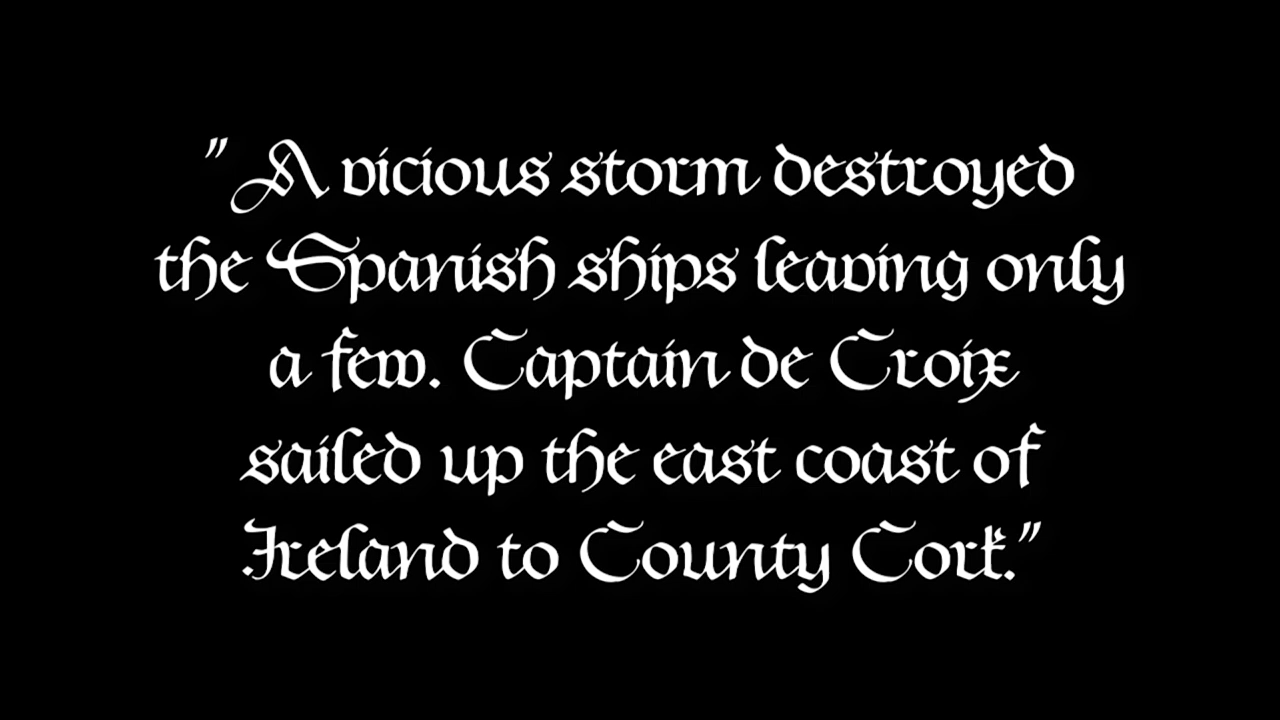 "A vicious storm destroyed
the Spanish ships leaving only
a few. Captain de Croix
sailed up the east coast of
Ireland to County Cork."